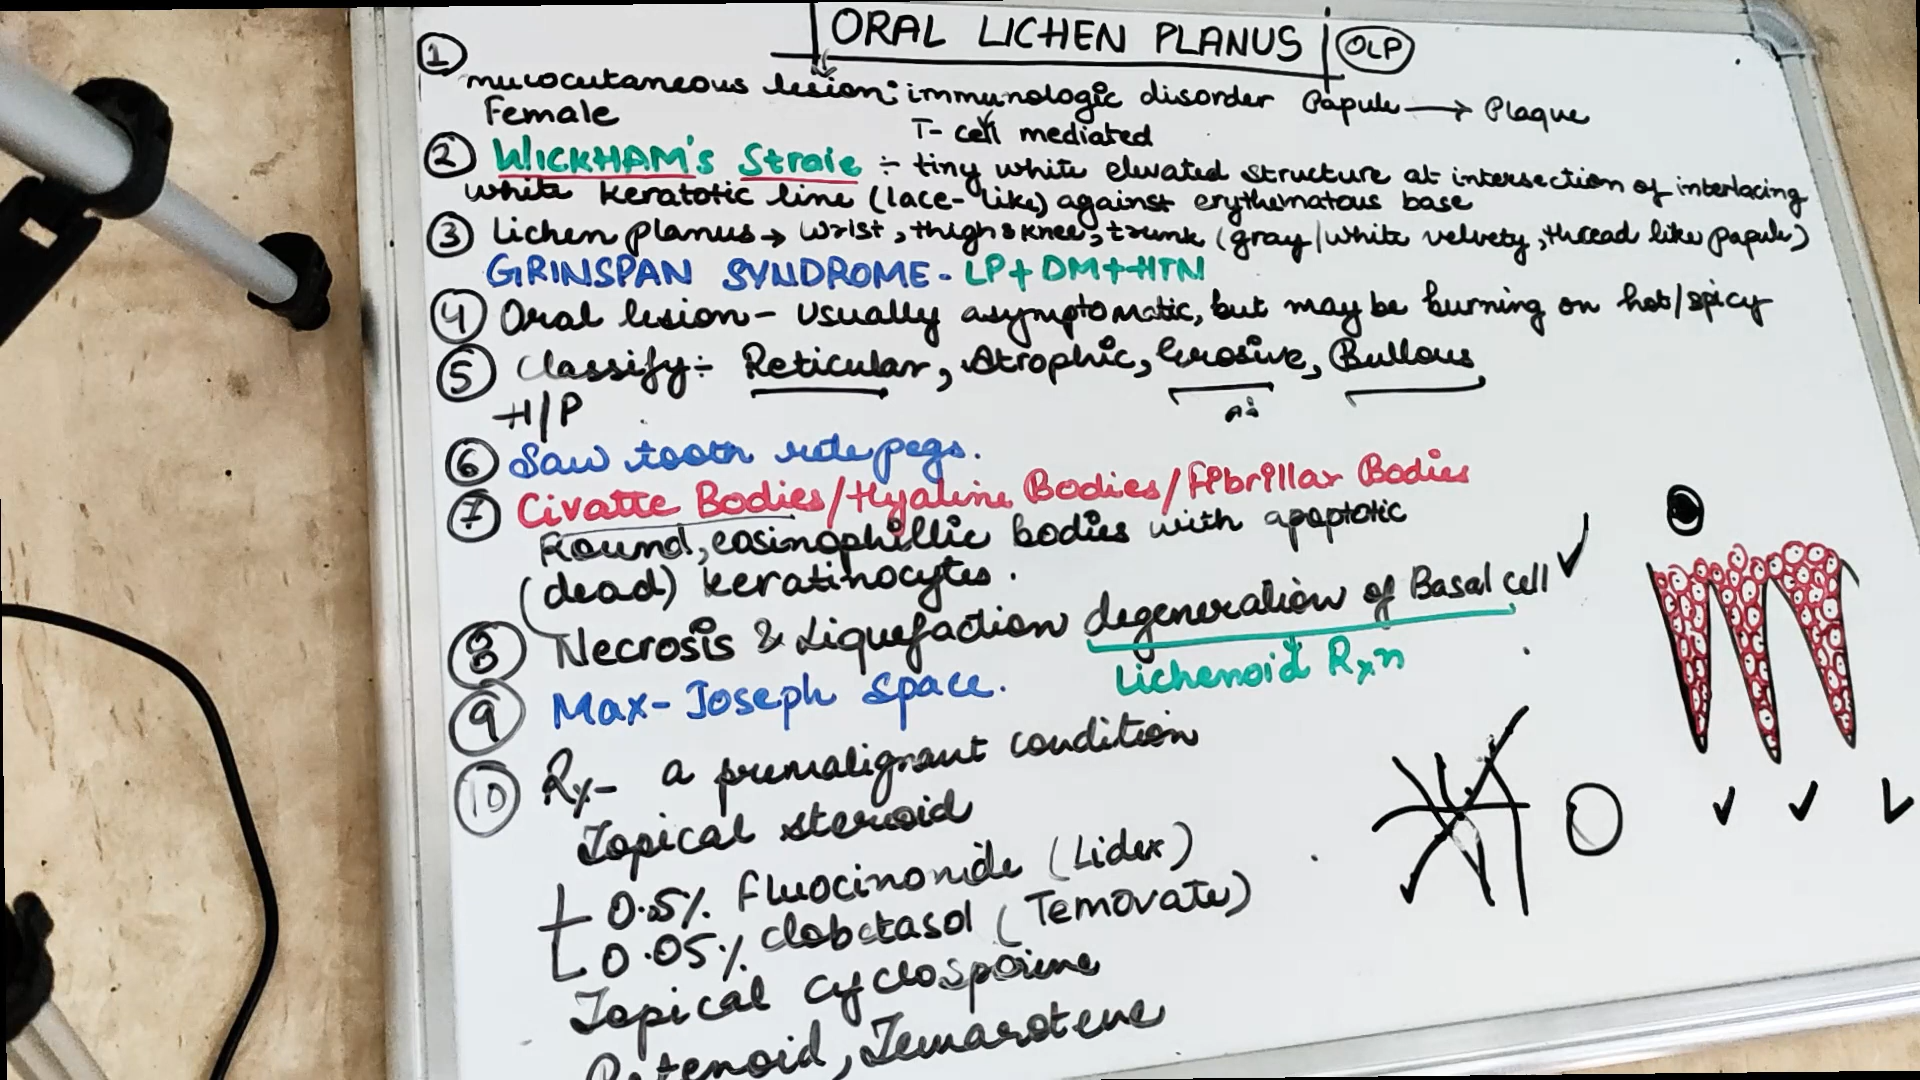 ORAL LICHEN PLANUS OLP
1 mucocutaneous lesion: immunologic disorder Papule → Plaque
Female T-cell mediated
2 WICKHAM's Straie ÷ tiny white elevated structure at intersection of interlacing
white keratotic line (lace-like) against erythematous base
3 Lichen planus → wrist, thigh & knee, trunk (gray/white velvety, thread like papule)
GRINSPAN SYNDROME - LP + DM + HTN
4 Oral lesion - usually asymptomatic, but may be burning on hot/spicy
5 Classify ÷ Reticular, Atrophic, Erosive, Bullous
H/P
6 Saw tooth rete pegs.
7 Civatte Bodies/Hyaline Bodies/Fibrillar Bodies
Round, eosinophillic bodies with apoptotic
(dead) keratinocytes.
8 Necrosis & Liquefaction degeneration of Basal cell ✓
Lichenoid Rxn
9 Max-Joseph space.
10 Rx- a premalignant condition
Topical steroid
0.5% fluocinonide (Lidex)
0.05% clobetasol (Temovate)
Topical cyclosporine
Retenoid, Temarotene